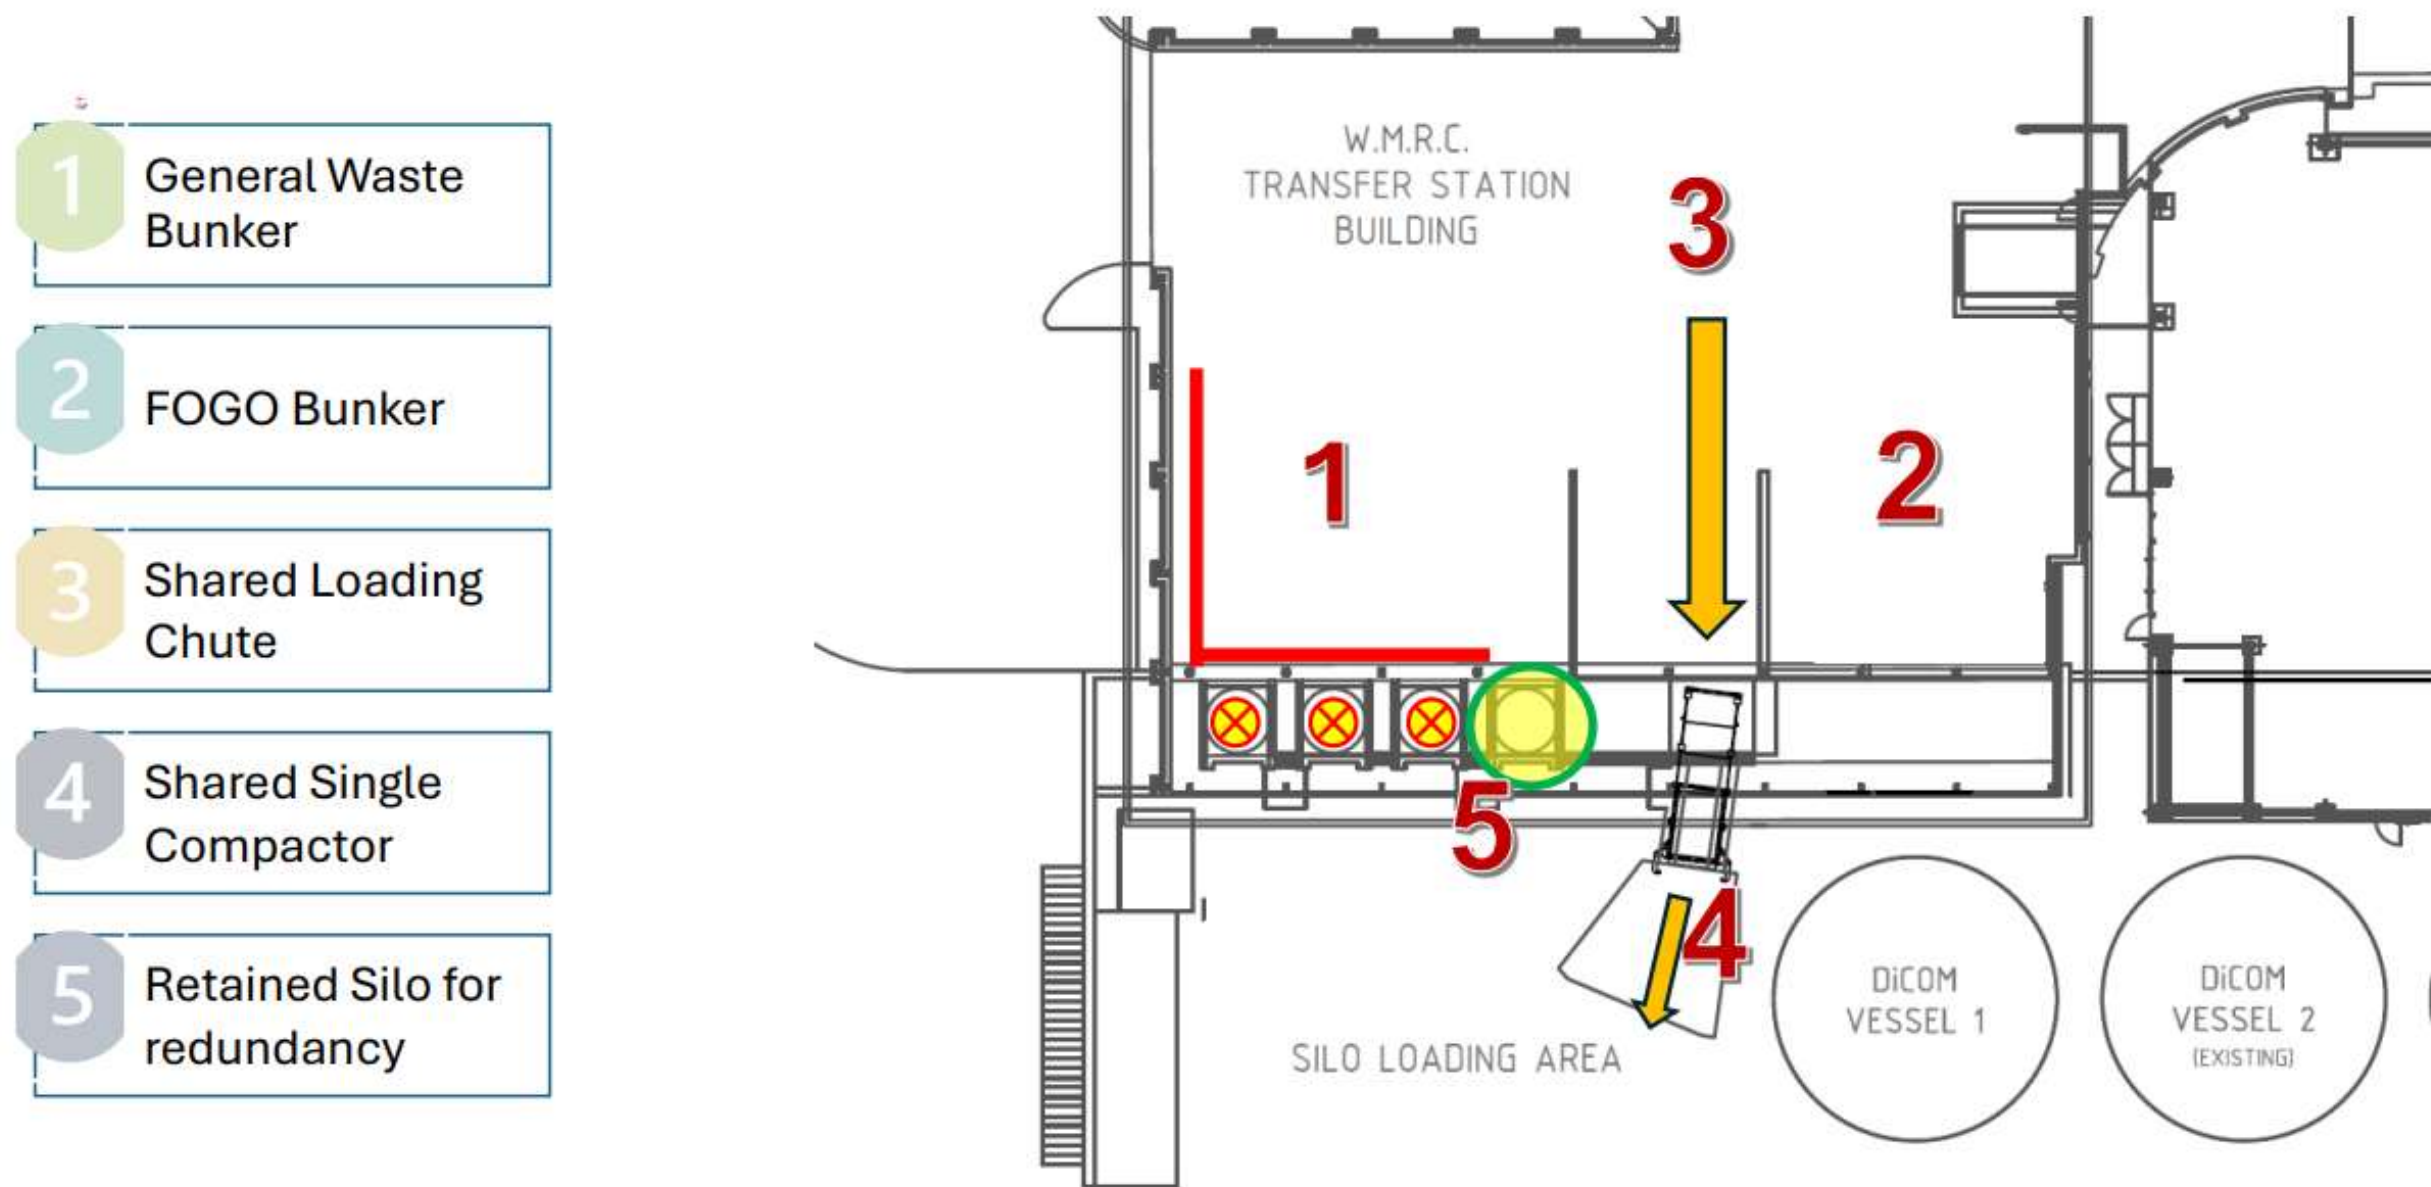 1
General Waste
Bunker
2
FOGO Bunker
3
Shared Loading
Chute
4
Shared Single
Compactor
5
Retained Silo for
redundancy
W.M.R.C.
TRANSFER STATION
BUILDING
3
1
2
5
4
DiCOM
VESSEL 1
DiCOM
VESSEL 2
(EXISTING)
SILO LOADING AREA